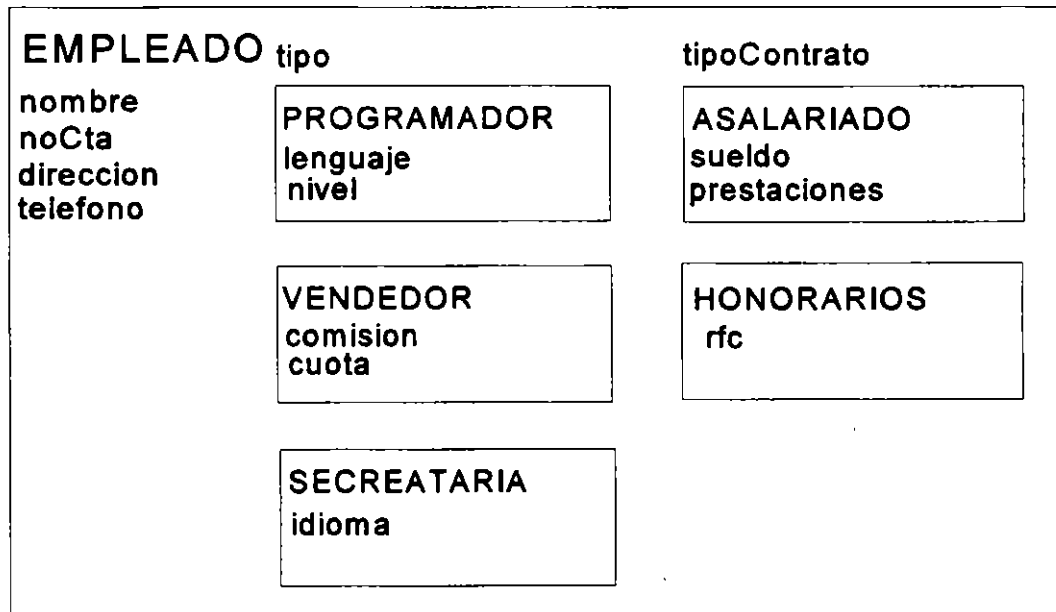 EMPLEADO
nombre
noCta
direccion
telefono
tipo
PROGRAMADOR
lenguaje
nivel
VENDEDOR
comision
cuota
SECREATARIA
idioma
tipoContrato
ASALARIADO
sueldo
prestaciones
HONORARIOS
rfc